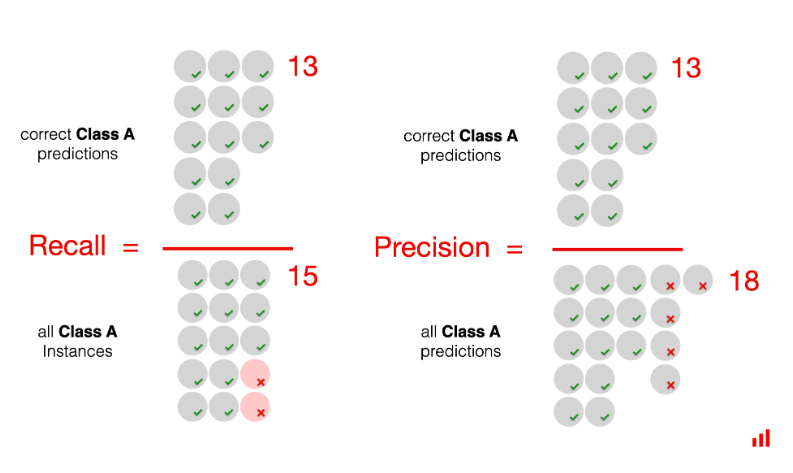 13
correct Class A
predictions
Recall =
15
all Class A
Instances
13
correct Class A
predictions
Precision =
18
all Class A
predictions